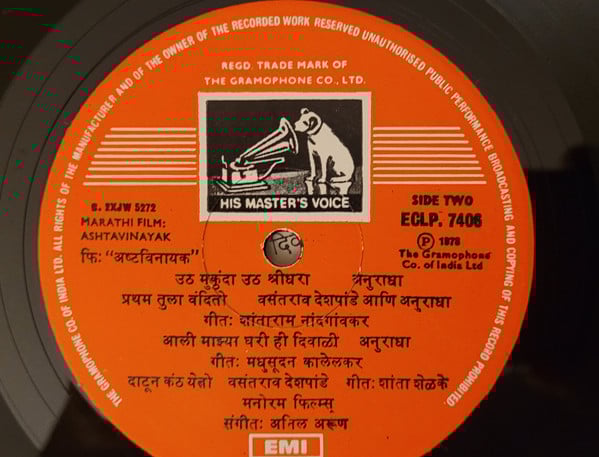 THE GRAMOPHONE CO. OF INDIA LTD. ALL RIGHTS OF THE MANUFACTURER AND OF THE OWNER OF THE RECORDED WORK RESERVED UNAUTHORISED PUBLIC PERFORMANCE BROADCASTING AND COPYING OF THIS RECORD PROHIBITED.
REGD. TRADE MARK OF
THE GRAMOPHONE CO., LTD.
HIS MASTER'S VOICE
S. 2XJW 5272
MARATHI FILM:
ASHTAVINAYAK
SIDE TWO
ECLP. 7406
℗ 1978
The Gramophone
Co. of India Ltd
फि: "अष्टविनायक"
उठ मुकुंदा उठ श्रीधरा अनुराधा
प्रथम तुला वंदितो वसंतराव देशपांडे आणि अनुराधा
गीत: शांताराम नांदगांवकर
आली माझ्या घरी ही दिवाळी अनुराधा
गीत: मधुसूदन कालेलकर
दाटून कंठ येतो वसंतराव देशपांडे गीत: शांता शेळके
मनोरम फिल्म्स्
संगीत: अनिल अरूण
EMI